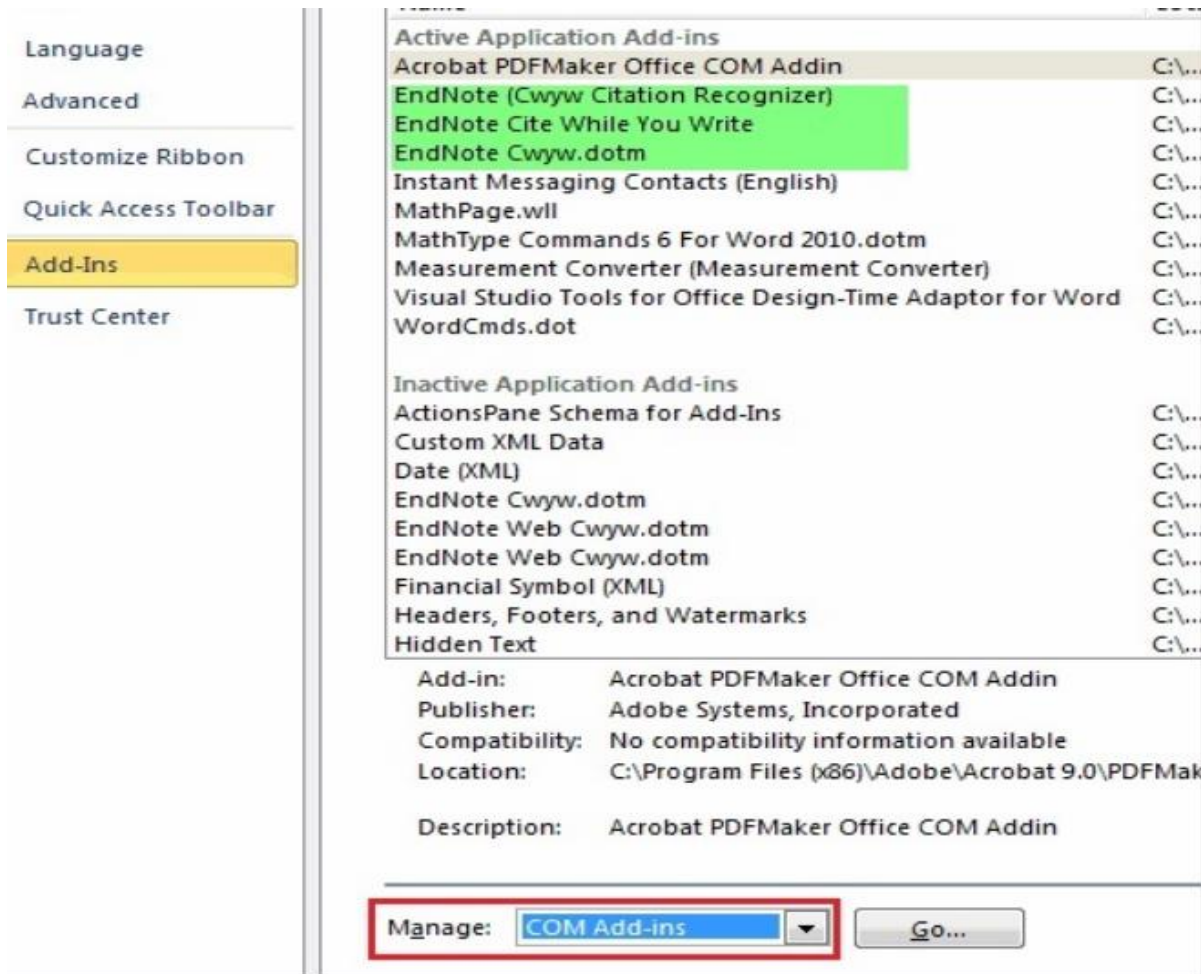 Language
Advanced
Customize Ribbon
Quick Access Toolbar
Add-Ins
Trust Center
Active Application Add-ins
Acrobat PDFMaker Office COM Addin C:\...
EndNote (Cwyw Citation Recognizer) C:\...
EndNote Cite While You Write C:\...
EndNote Cwyw.dotm C:\...
Instant Messaging Contacts (English) C:\...
MathPage.wll C:\...
MathType Commands 6 For Word 2010.dotm C:\...
Measurement Converter (Measurement Converter) C:\...
Visual Studio Tools for Office Design-Time Adaptor for Word C:\...
WordCmds.dot C:\...
Inactive Application Add-ins
ActionsPane Schema for Add-Ins C:\...
Custom XML Data C:\...
Date (XML) C:\...
EndNote Cwyw.dotm C:\...
EndNote Web Cwyw.dotm C:\...
EndNote Web Cwyw.dotm C:\...
Financial Symbol (XML) C:\...
Headers, Footers, and Watermarks C:\...
Hidden Text C:\...
Add-in: Acrobat PDFMaker Office COM Addin
Publisher: Adobe Systems, Incorporated
Compatibility: No compatibility information available
Location: C:\Program Files (x86)\Adobe\Acrobat 9.0\PDFMak
Description: Acrobat PDFMaker Office COM Addin
Manage: COM Add-ins Go...